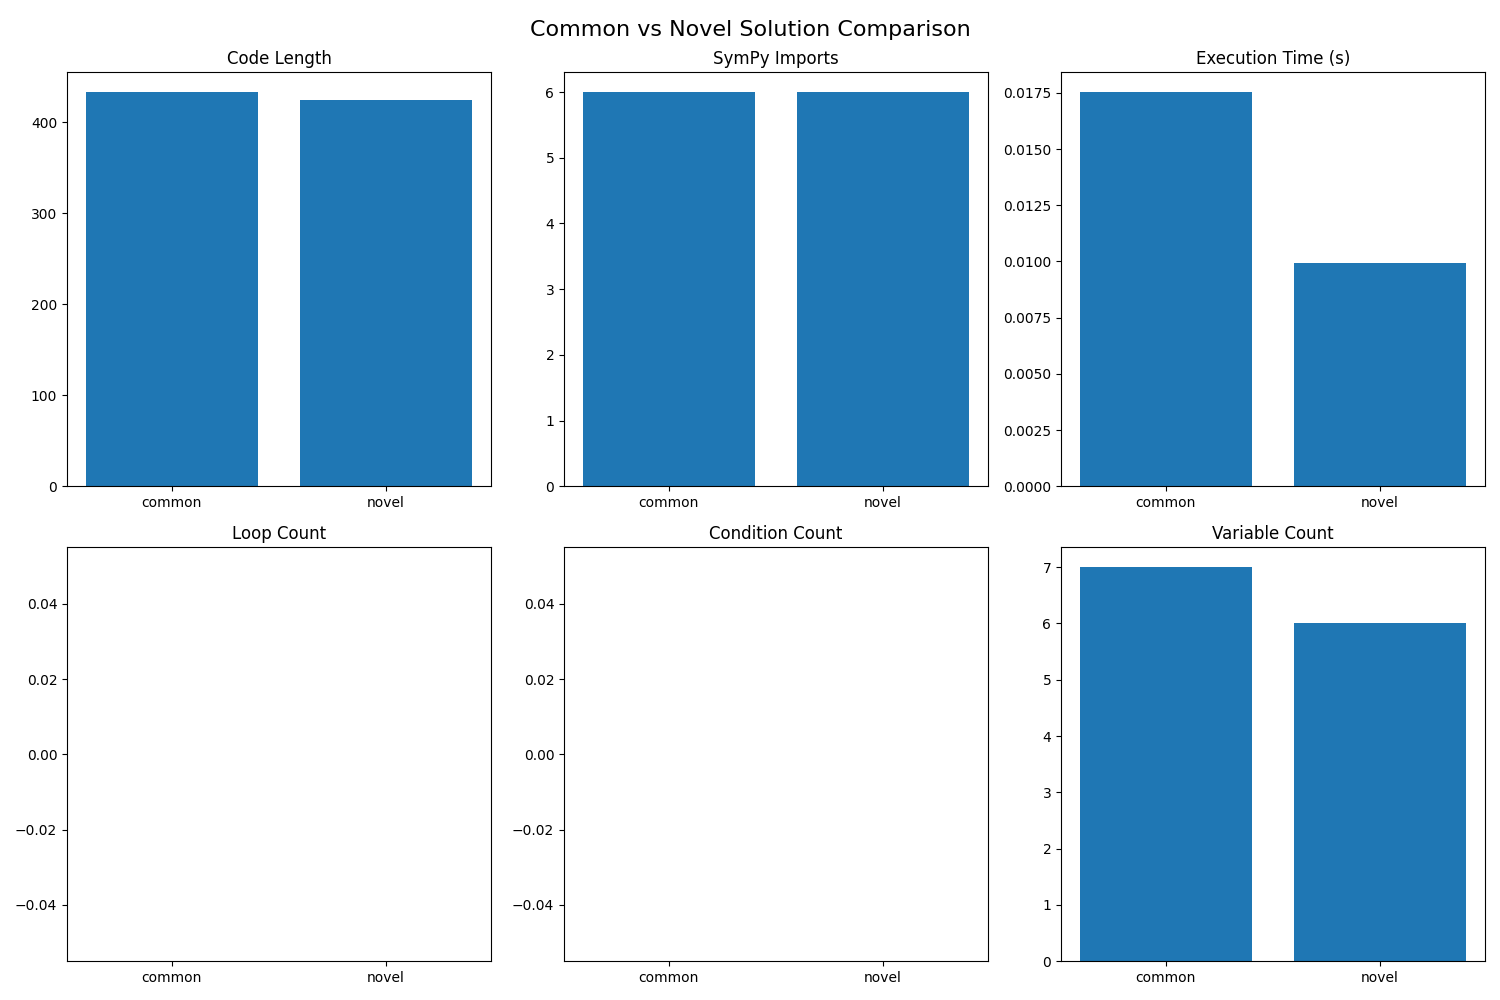 Common vs Novel Solution Comparison
Code Length
SymPy Imports
Execution Time (s)
400
300
200
100
0
common
novel
6
5
4
3
2
1
0
common
novel
0.0175
0.0150
0.0125
0.0100
0.0075
0.0050
0.0025
0.0000
common
novel
Loop Count
Condition Count
Variable Count
0.04
0.02
0.00
−0.02
−0.04
common
novel
0.04
0.02
0.00
−0.02
−0.04
common
novel
7
6
5
4
3
2
1
0
common
novel